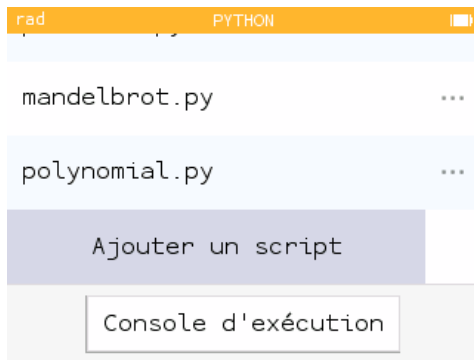 rad
PYTHON
mandelbrot.py
polynomial.py
Ajouter un script
Console d'exécution